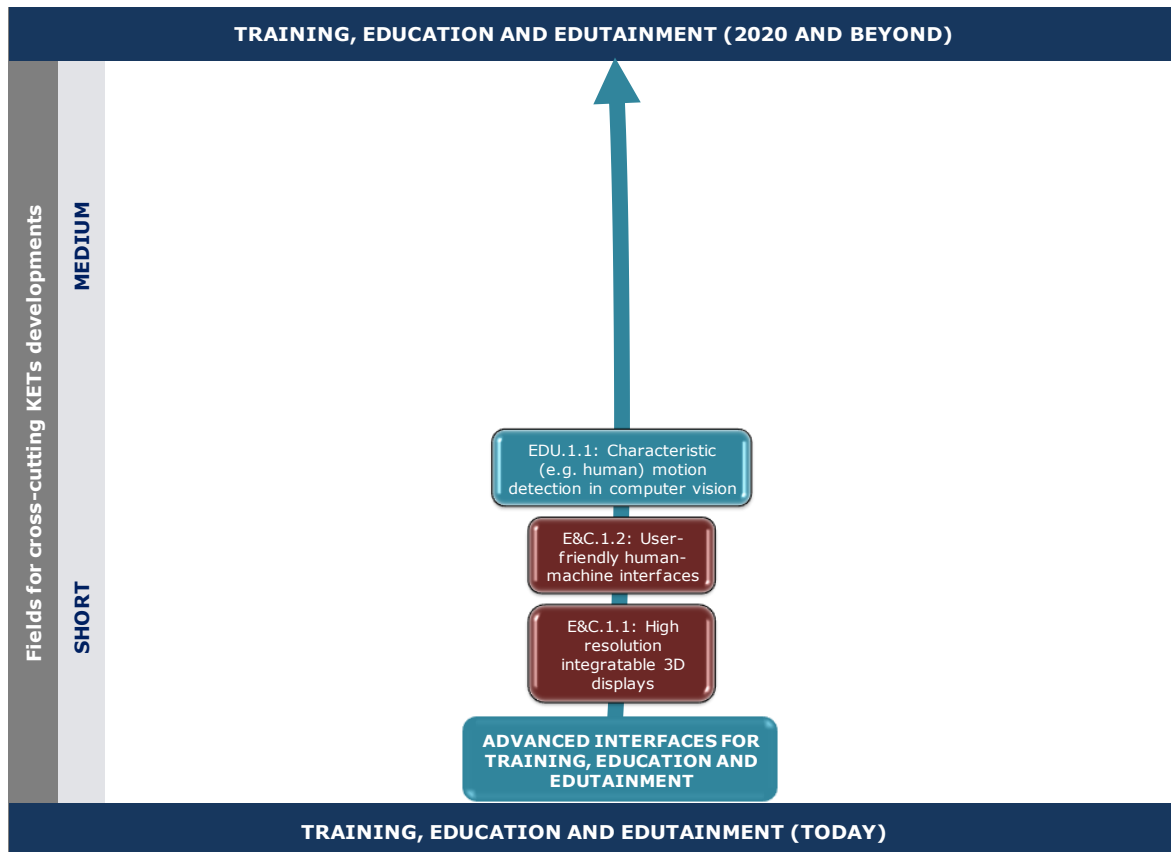 TRAINING, EDUCATION AND EDUTAINMENT (2020 AND BEYOND)
Fields for cross-cutting KETs developments
MEDIUM
SHORT
EDU.1.1: Characteristic
(e.g. human) motion
detection in computer vision
E&C.1.2: User-
friendly human-
machine interfaces
E&C.1.1: High
resolution
integratable 3D
displays
ADVANCED INTERFACES FOR
TRAINING, EDUCATION AND
EDUTAINMENT
TRAINING, EDUCATION AND EDUTAINMENT (TODAY)